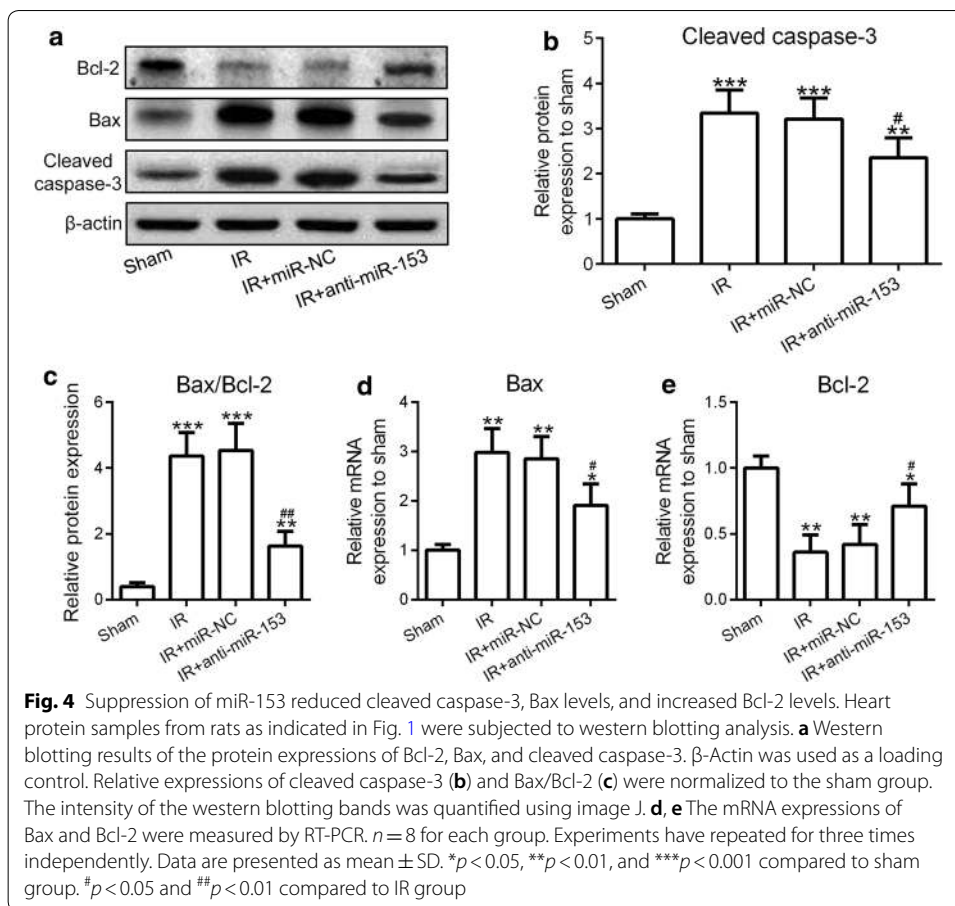 a
Bcl-2
Bax
Cleaved
caspase-3
β-actin
Sham
IR
IR+miR-NC
IR+anti-miR-153
b
Cleaved caspase-3
Relative protein
expression to sham
5
4
3
2
1
0
***
***
#
**
Sham
IR
IR+miR-NC
IR+anti-miR-153
c
Bax/Bcl-2
Relative protein expression
6
4
2
0
***
***
##
**
Sham
IR
IR+miR-NC
IR+anti-miR-153
d
Bax
Relative mRNA
expression to sham
4
3
2
1
0
**
**
#
*
Sham
IR
IR+miR-NC
IR+anti-miR-153
e
Bcl-2
Relative mRNA
expression to sham
1.5
1.0
0.5
0.0
**
**
#
*
Sham
IR
IR+miR-NC
IR+anti-miR-153
Fig. 4 Suppression of miR-153 reduced cleaved caspase-3, Bax levels, and increased Bcl-2 levels. Heart
protein samples from rats as indicated in Fig. 1 were subjected to western blotting analysis. a Western
blotting results of the protein expressions of Bcl-2, Bax, and cleaved caspase-3. β-Actin was used as a loading
control. Relative expressions of cleaved caspase-3 (b) and Bax/Bcl-2 (c) were normalized to the sham group.
The intensity of the western blotting bands was quantified using image J. d, e The mRNA expressions of
Bax and Bcl-2 were measured by RT-PCR. n = 8 for each group. Experiments have repeated for three times
independently. Data are presented as mean ± SD. *p < 0.05, **p < 0.01, and ***p < 0.001 compared to sham
group. #p < 0.05 and ##p < 0.01 compared to IR group